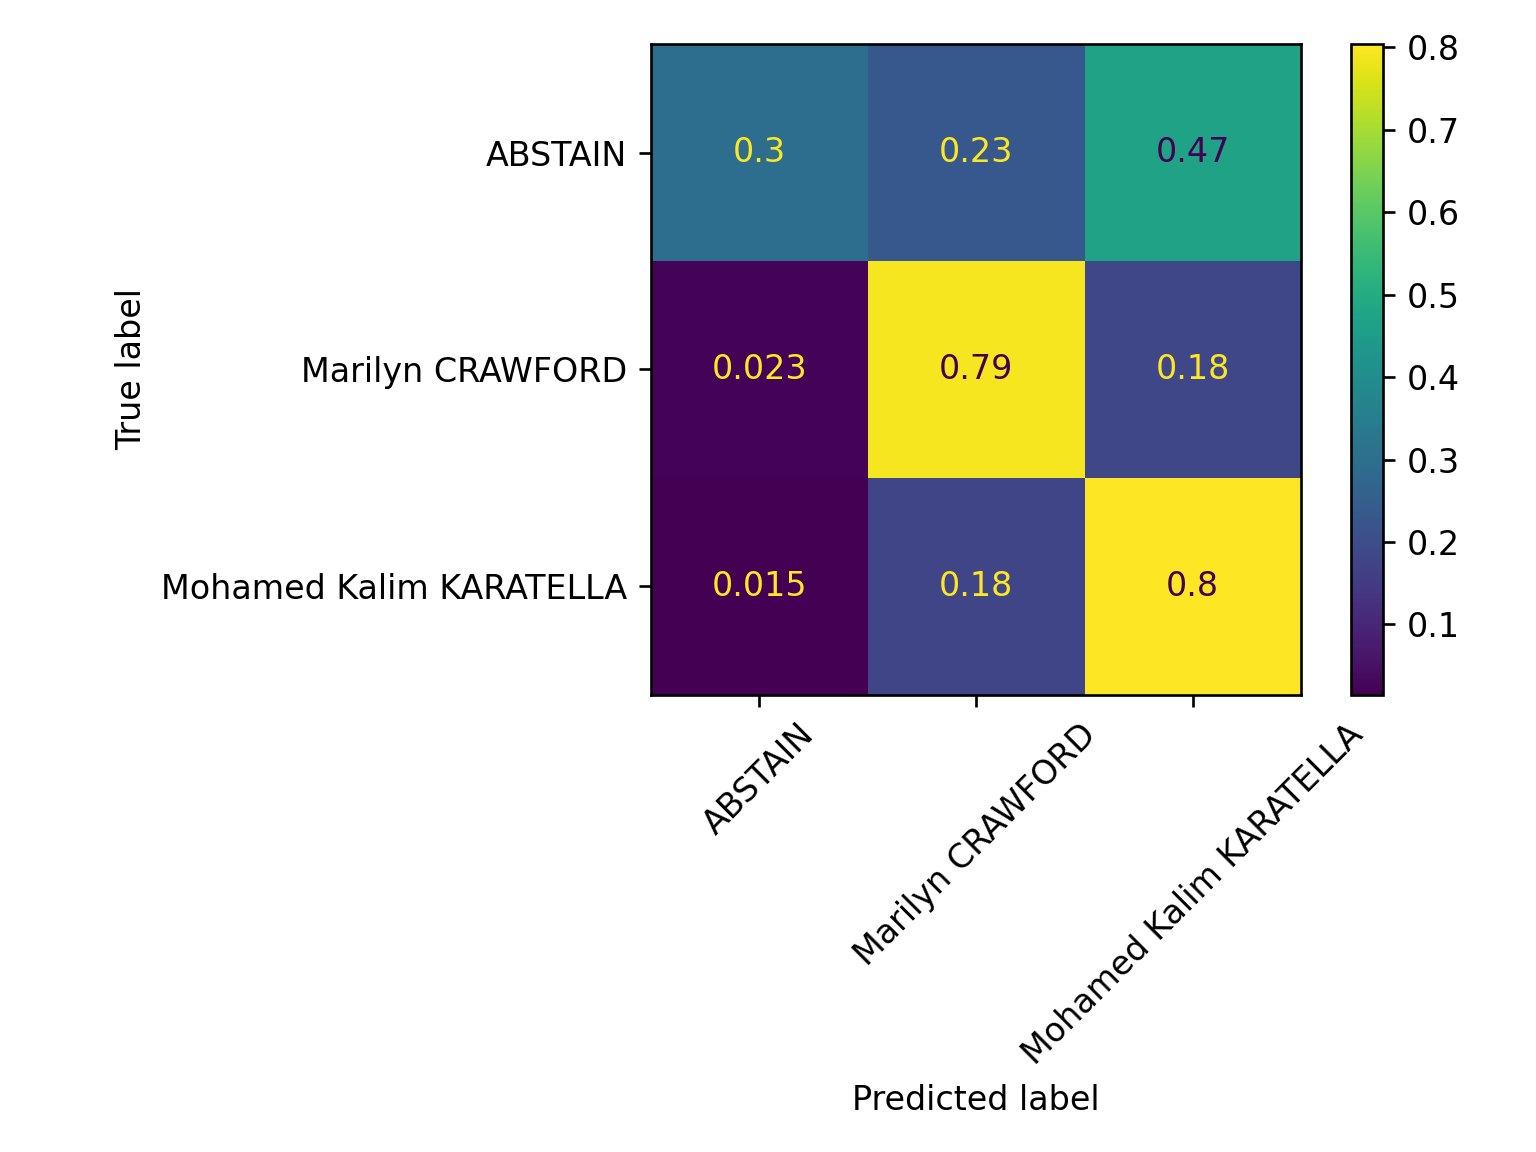 ABSTAIN 0.3 0.23 0.47
Marilyn CRAWFORD 0.023 0.79 0.18
Mohamed Kalim KARATELLA 0.015 0.18 0.8
True label
ABSTAIN
Marilyn CRAWFORD
Mohamed Kalim KARATELLA
Predicted label
0.8
0.7
0.6
0.5
0.4
0.3
0.2
0.1